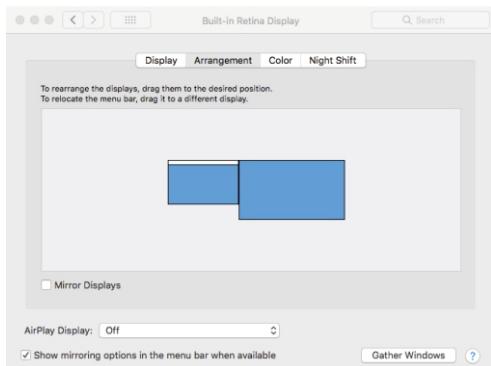 Built-in Retina Display
Search
Display Arrangement Color Night Shift
To rearrange the displays, drag them to the desired position.
To relocate the menu bar, drag it to a different display.
Mirror Displays
AirPlay Display: Off
Show mirroring options in the menu bar when available
Gather Windows ?